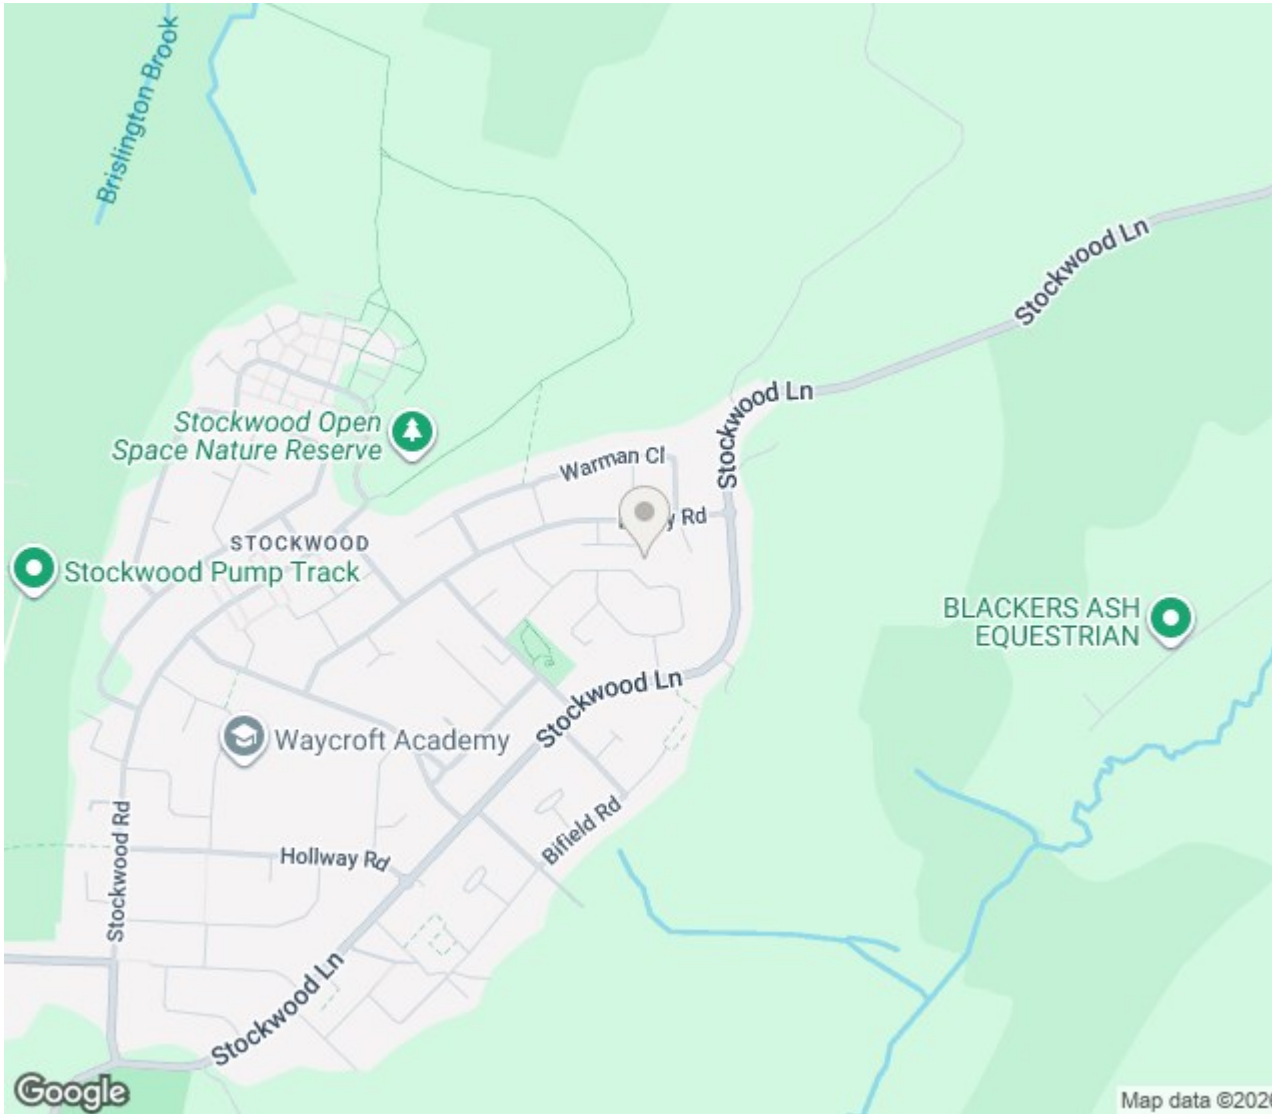 Brislington Brook
Stockwood Ln
Stockwood Ln
Stockwood Open
Space Nature Reserve
Warman Cl
Rd
STOCKWOOD
Stockwood Pump Track
BLACKERS ASH
EQUESTRIAN
Stockwood Ln
Waycroft Academy
Stockwood Rd
Bifield Rd
Hollway Rd
Stockwood Ln
Google
Map data ©2026